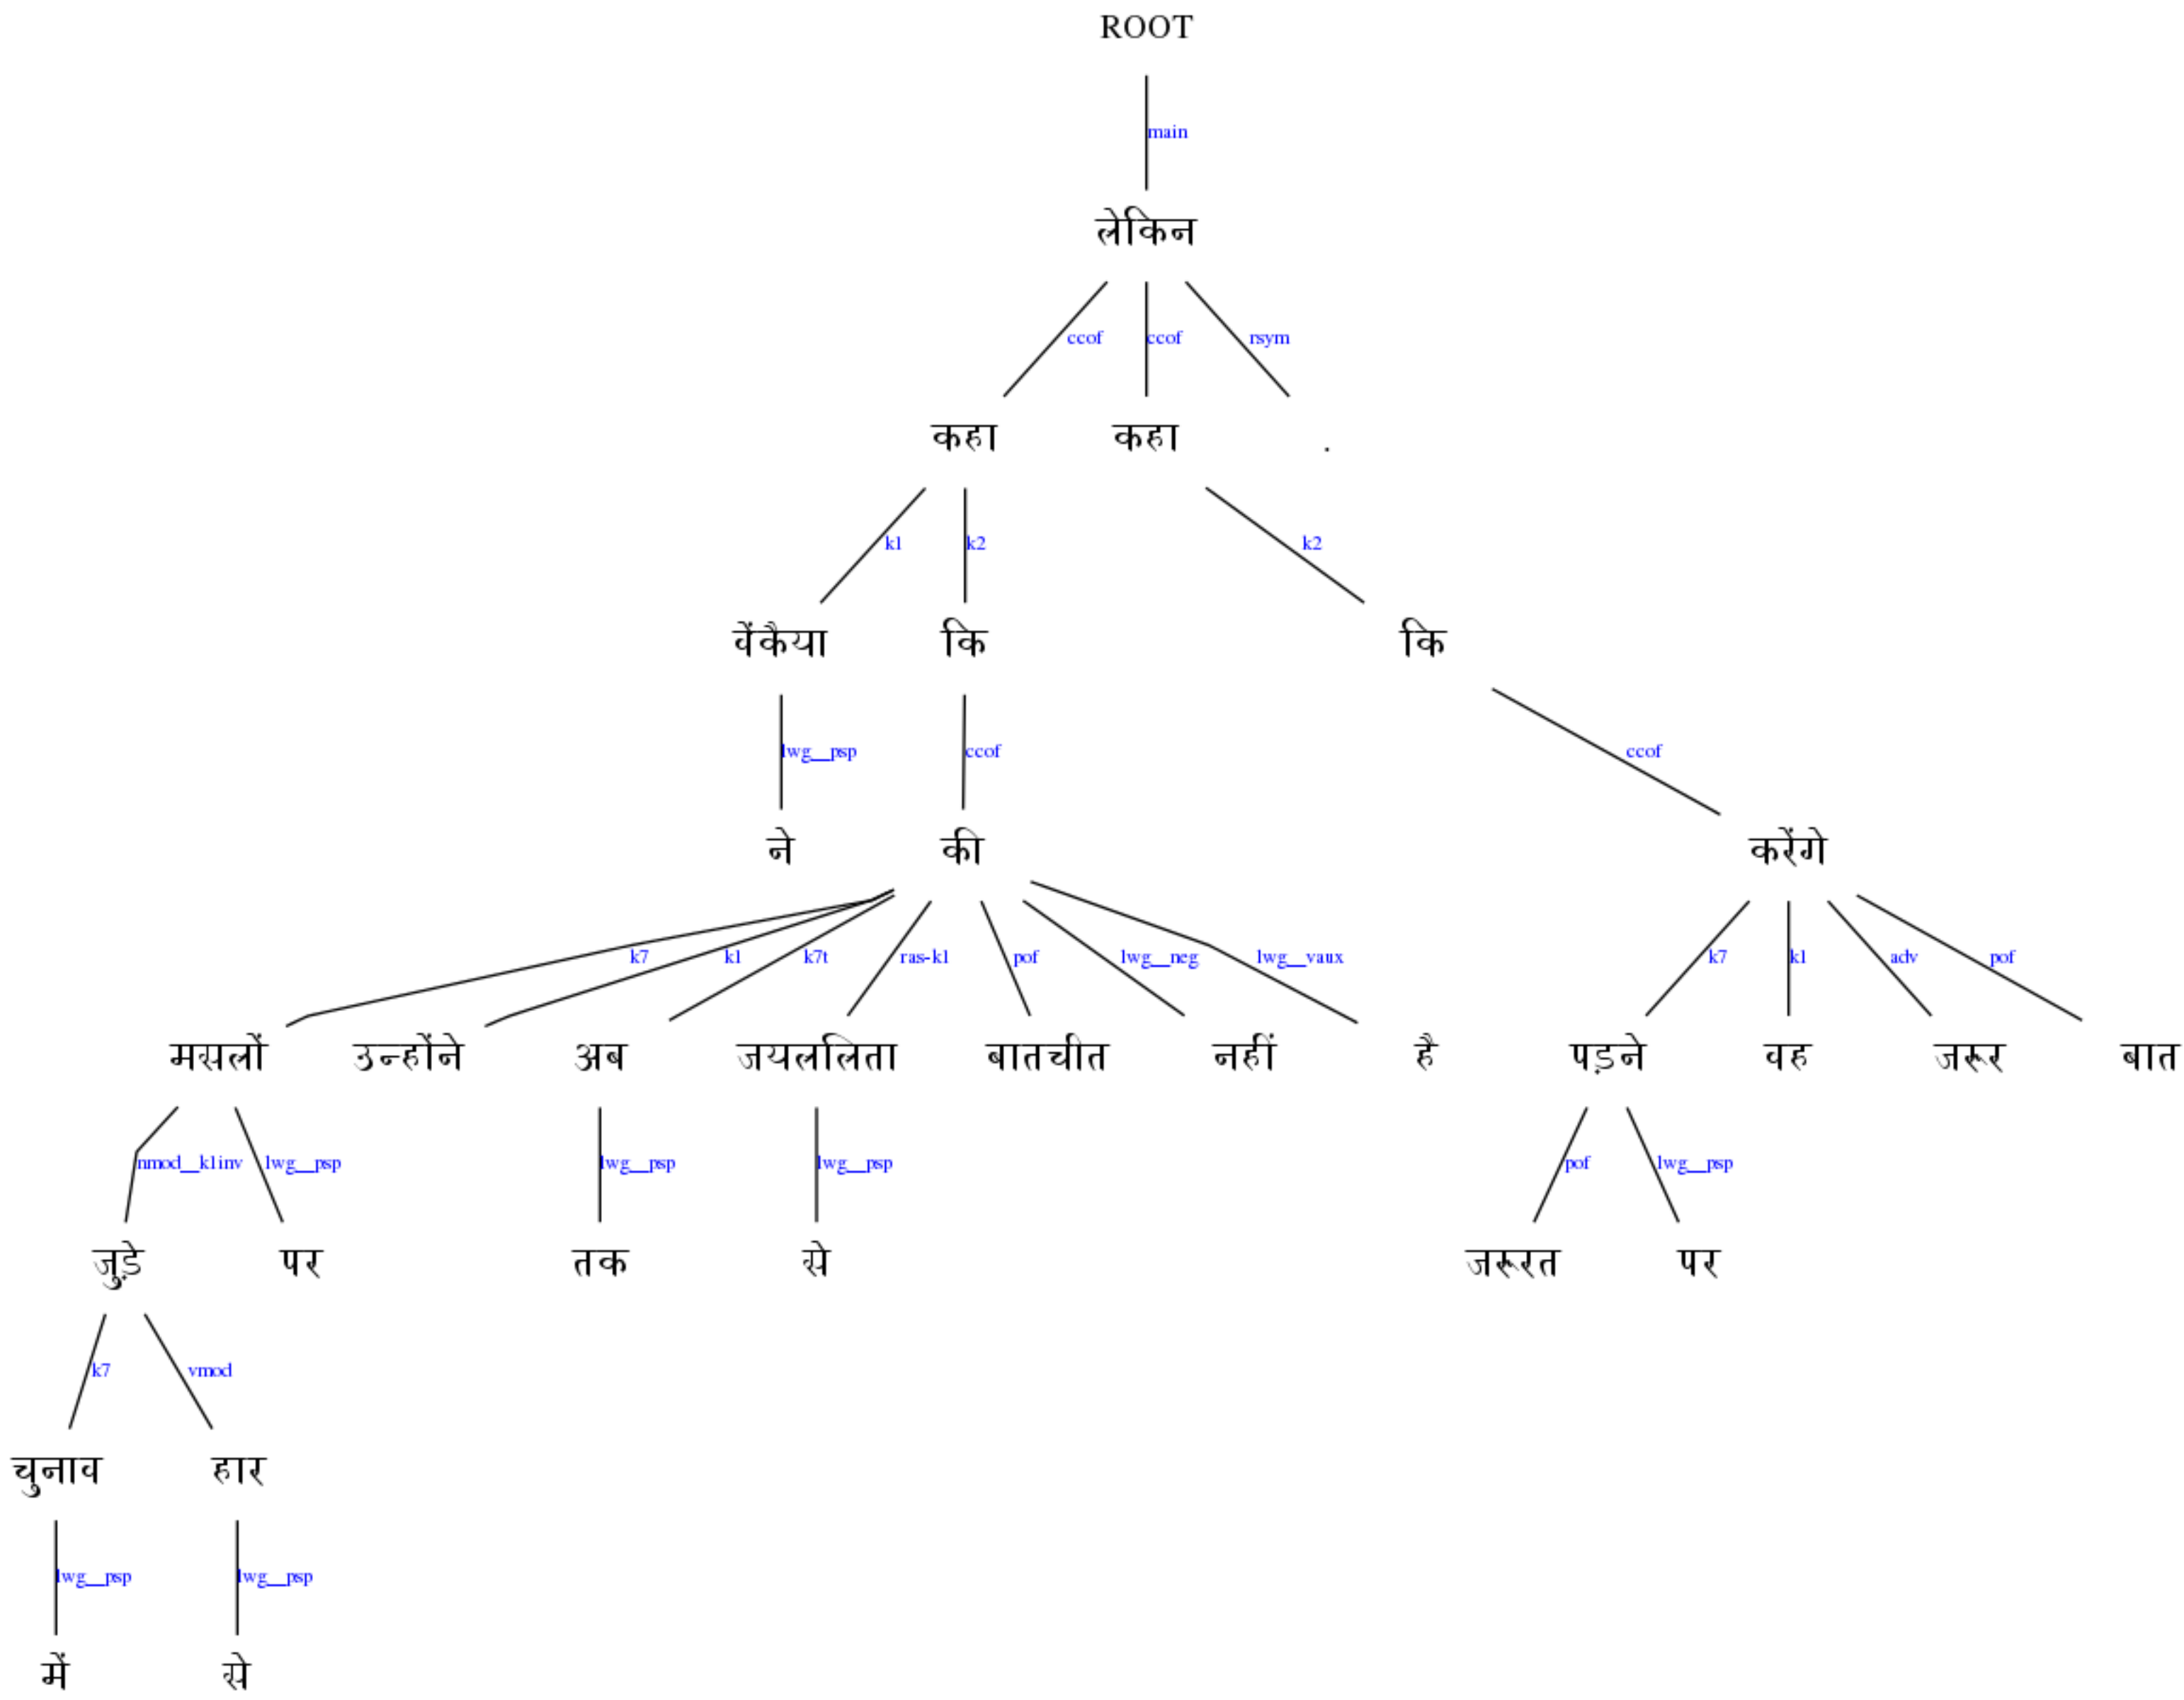 ROOT
main
लेकिन
ccof ccof rsym
कहा कहा .
k1 k2 k2
वेंकैया कि कि
lwg__psp ccof ccof
ने की करेंगे
k7 k1 k7t ras-k1 pof lwg__neg lwg__vaux k7 k1 adv pof
मसलों उन्होंने अब जयललिता बातचीत नहीं है पड़ने वह जरूर बात
nmod__k1inv lwg__psp lwg__psp lwg__psp pof lwg__psp
जुड़े पर तक से जरूरत पर
k7 vmod
चुनाव हार
lwg__psp lwg__psp
में से